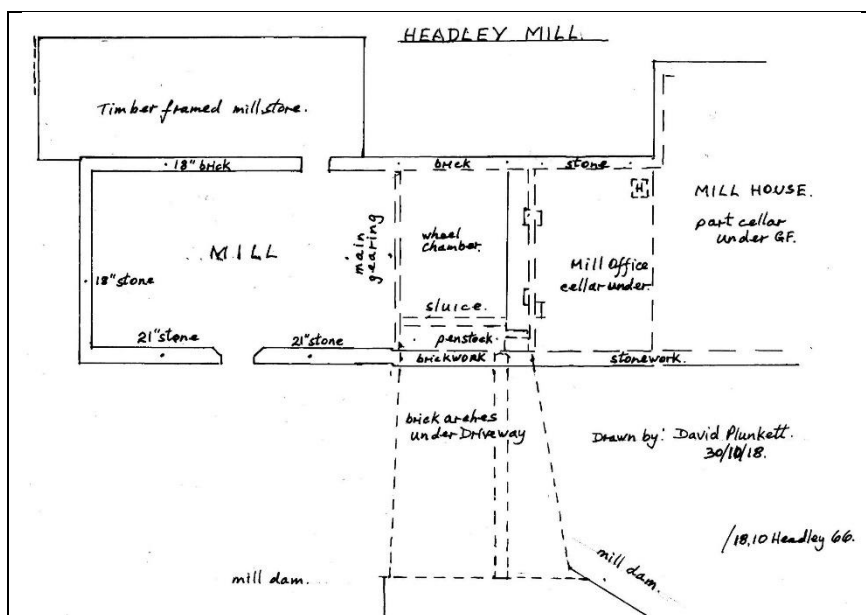 HEADLEY MILL.
Timber framed mill store.
18" brick
brick
stone
H
MILL HOUSE.
part cellar
under GF.
MILL
main
gearing
wheel
chamber.
Mill Office
cellar under.
18" stone
sluice.
21" stone
21" stone
penstock
brickwork
stonework.
brick arches
under Driveway
Drawn by: David Plunkett.
30/10/18.
/18.10 Headley 66.
mill dam.
mill dam.